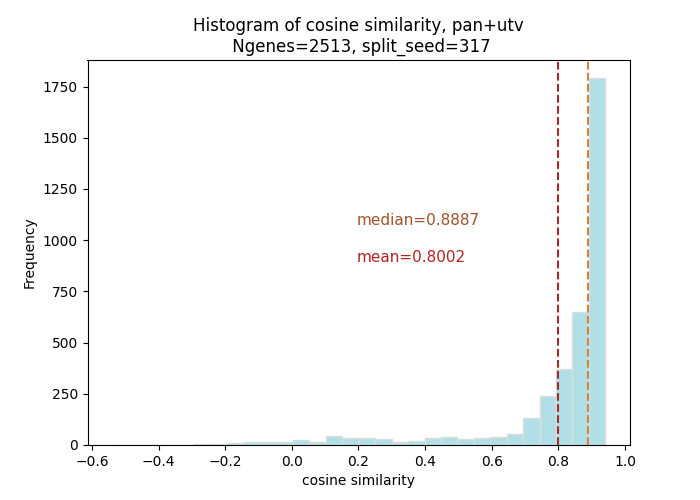 Histogram of cosine similarity, pan+utv
Ngenes=2513, split_seed=317
1750
1500
1250
1000
750
500
250
0
Frequency
median=0.8887
mean=0.8002
−0.6 −0.4 −0.2 0.0 0.2 0.4 0.6 0.8 1.0
cosine similarity